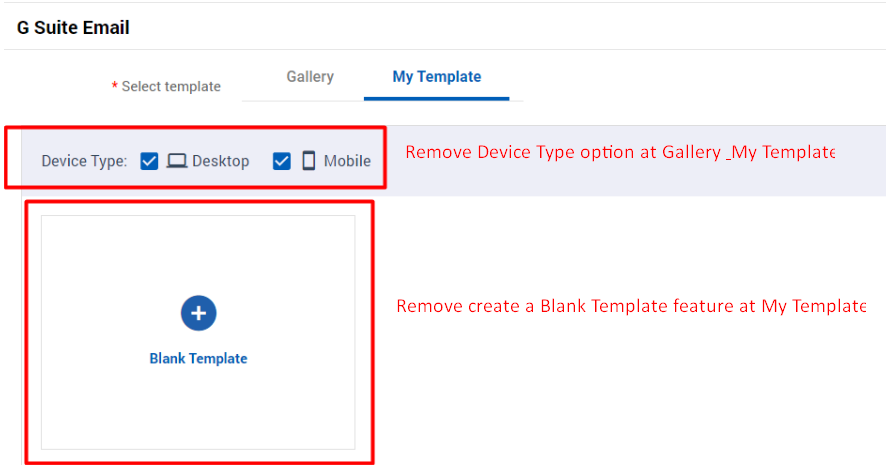 G Suite Email
* Select template
Gallery
My Template
Device Type: Desktop Mobile
Remove Device Type option at Gallery _My Template
Remove create a Blank Template feature at My Template
Blank Template